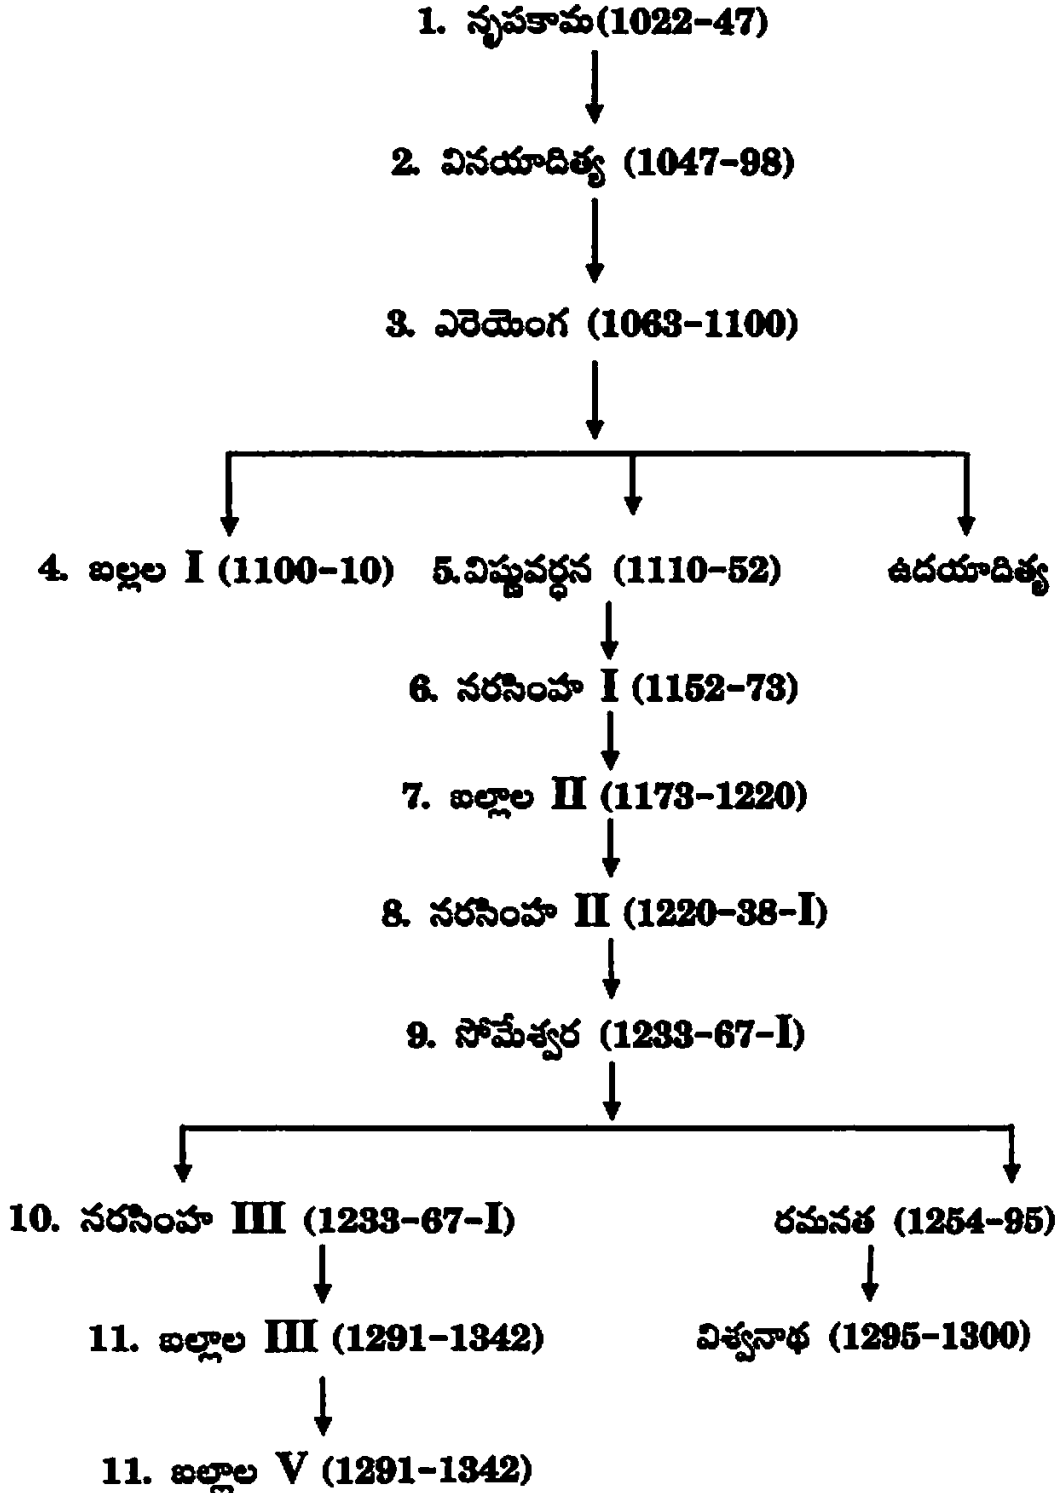 1. నృపకామ(1022-47)
2. వినయాదిత్య (1047-98)
3. ఎరెయెంగ (1063-1100)
4. బల్లల I (1100-10) 5.విష్ణువర్ధన (1110-52) ఉదయాదిత్య
6. నరసింహ I (1152-73)
7. బల్లాల II (1173-1220)
8. నరసింహ II (1220-38-I)
9. సోమేశ్వర (1233-67-I)
10. నరసింహ III (1233-67-I) రమనత (1254-95)
11. బల్లాల III (1291-1342) విశ్వనాథ (1295-1300)
11. బల్లాల V (1291-1342)